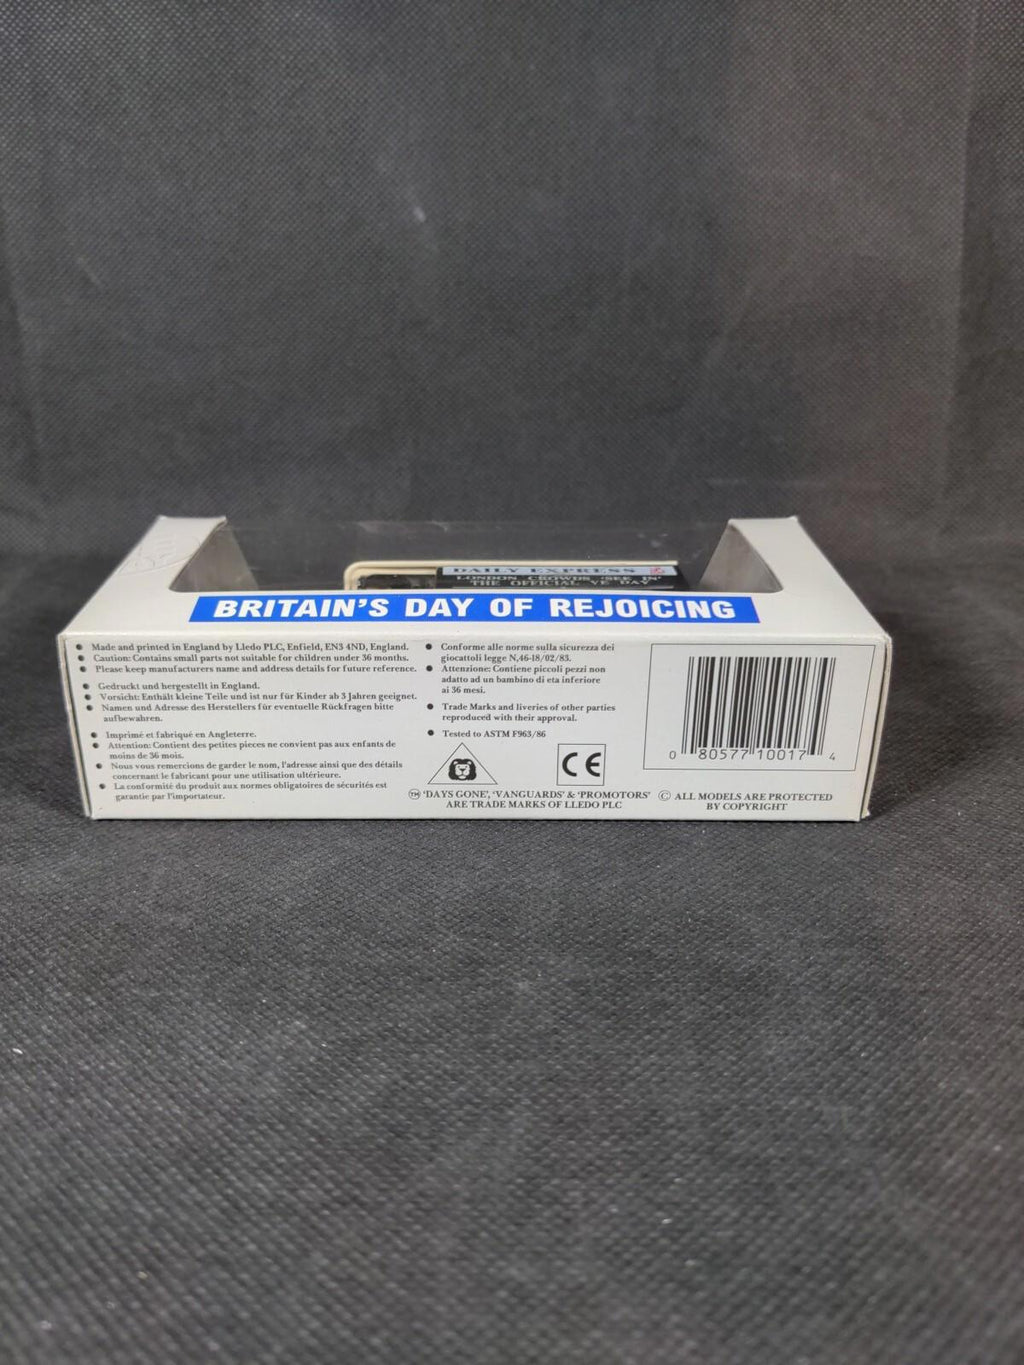 DAILY EXPRESS
LONDON CROWDS 'SEE IN'
THE OFFICIAL VE DAY
BRITAIN'S DAY OF REJOICING
• Made and printed in England by Lledo PLC, Enfield, EN3 4ND, England.
• Caution: Contains small parts not suitable for children under 36 months.
• Please keep manufacturers name and address details for future reference.
• Gedruckt und hergestellt in England.
• Vorsicht: Enthält kleine Teile und ist nur für Kinder ab 3 Jahren geeignet.
• Namen und Adresse des Herstellers für eventuelle Rückfragen bitte
aufbewahren.
• Imprimé et fabriqué en Angleterre.
• Attention: Contient des petites pieces ne convient pas aux enfants de
moins de 36 mois.
• Nous vous remercions de garder le nom, l'adresse ainsi que des détails
concernant le fabricant pour une utilisation ultérieure.
• La conformité du produit aux normes obligatoires de sécurités est
garantie par l'importateur.
• Conforme alle norme sulla sicurezza dei
giocattoli legge N,46-18/02/83.
• Attenzione: Contiene piccoli pezzi non
adatto ad un bambino di eta inferiore
ai 36 mesi.
• Trade Marks and liveries of other parties
reproduced with their approval.
• Tested to ASTM F963/86
CE
™ 'DAYS GONE', 'VANGUARDS' & 'PROMOTORS'
ARE TRADE MARKS OF LLEDO PLC
0 80577 10017 4
© ALL MODELS ARE PROTECTED
BY COPYRIGHT